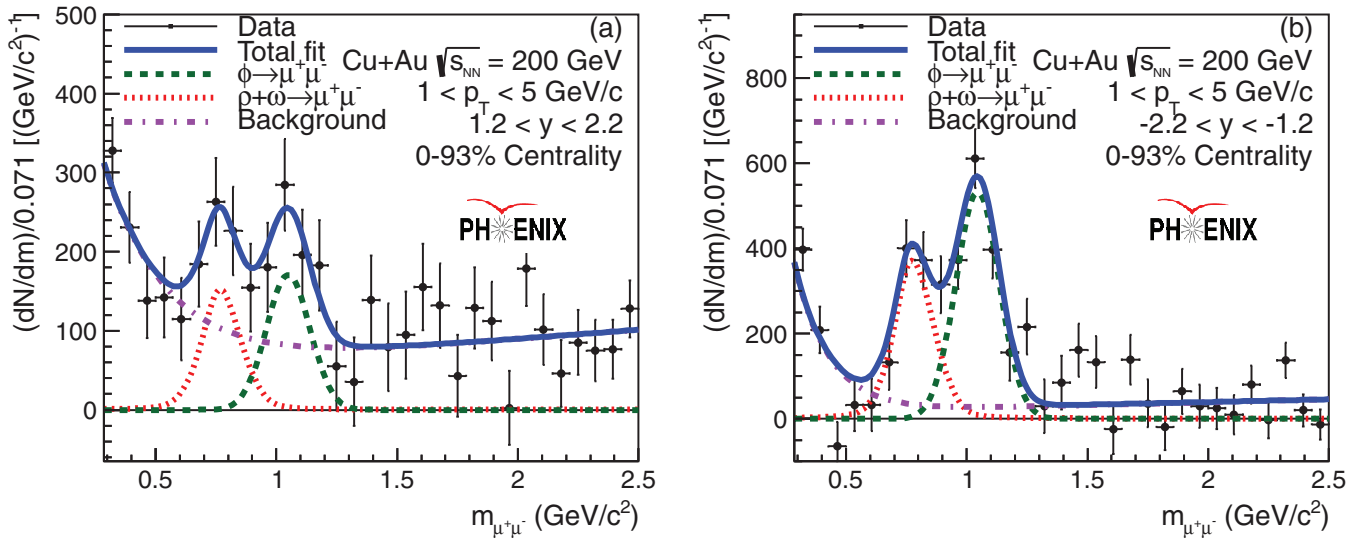 (dN/dm)/0.071 [(GeV/c²)⁻¹]
500
400
300
200
100
0
(a)
Data
Total fit
ϕ→μ⁺μ⁻
ρ+ω→μ⁺μ⁻
Background
Cu+Au √s_NN = 200 GeV
1 < p_T < 5 GeV/c
1.2 < y < 2.2
0-93% Centrality
PHENIX
0.5 1 1.5 2 2.5
m_μ⁺μ⁻ (GeV/c²)
(dN/dm)/0.071 [(GeV/c²)⁻¹]
800
600
400
200
0
(b)
Data
Total fit
ϕ→μ⁺μ⁻
ρ+ω→μ⁺μ⁻
Background
Cu+Au √s_NN = 200 GeV
1 < p_T < 5 GeV/c
-2.2 < y < -1.2
0-93% Centrality
PHENIX
0.5 1 1.5 2 2.5
m_μ⁺μ⁻ (GeV/c²)